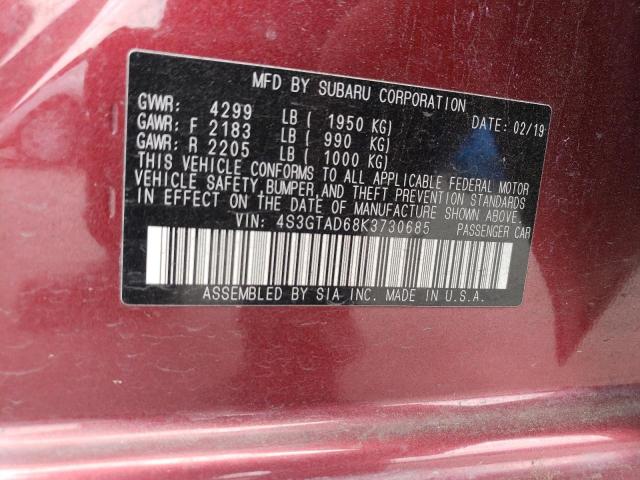 MFD BY SUBARU CORPORATION
GVWR: 4299 LB ( 1950 KG) DATE: 02/19
GAWR: F 2183 LB ( 990 KG)
GAWR: R 2205 LB ( 1000 KG)
THIS VEHICLE CONFORMS TO ALL APPLICABLE FEDERAL MOTOR
VEHICLE SAFETY,BUMPER,AND THEFT PREVENTION STANDARDS
IN EFFECT ON THE DATE OF MANUFACTURE SHOWN ABOVE.
VIN: 4S3GTAD68K3730685 PASSENGER CAR
ASSEMBLED BY SIA INC. MADE IN U.S.A.